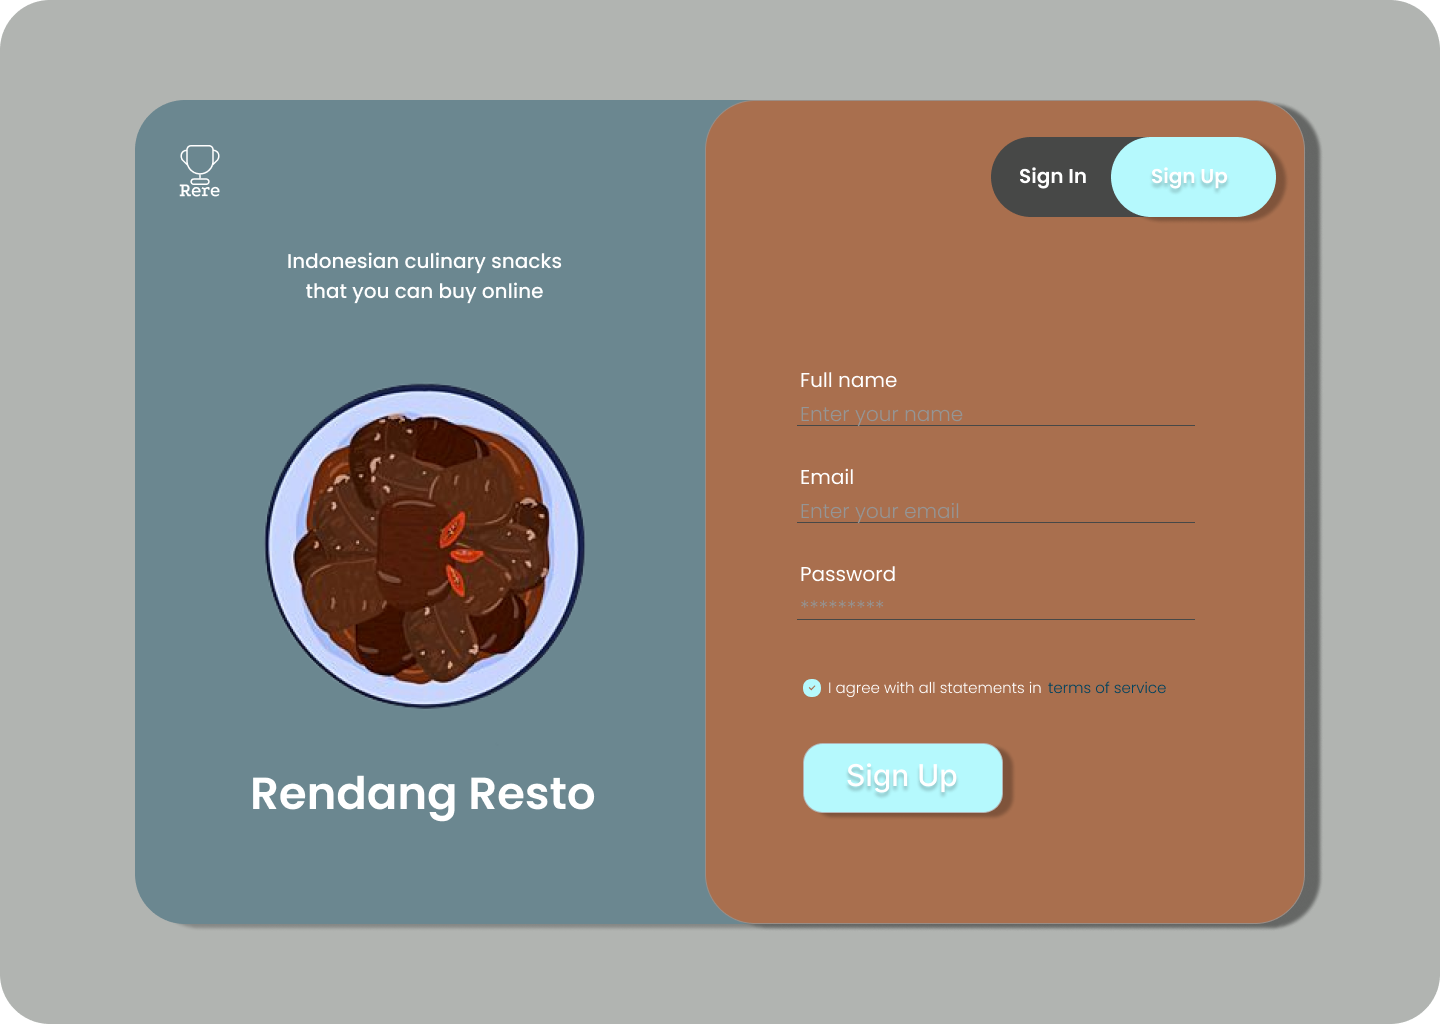 Rere
Indonesian culinary snacks
that you can buy online
Rendang Resto
Sign In
Sign Up
Full name
Enter your name
Email
Enter your email
Password
*********
I agree with all statements in terms of service
Sign Up